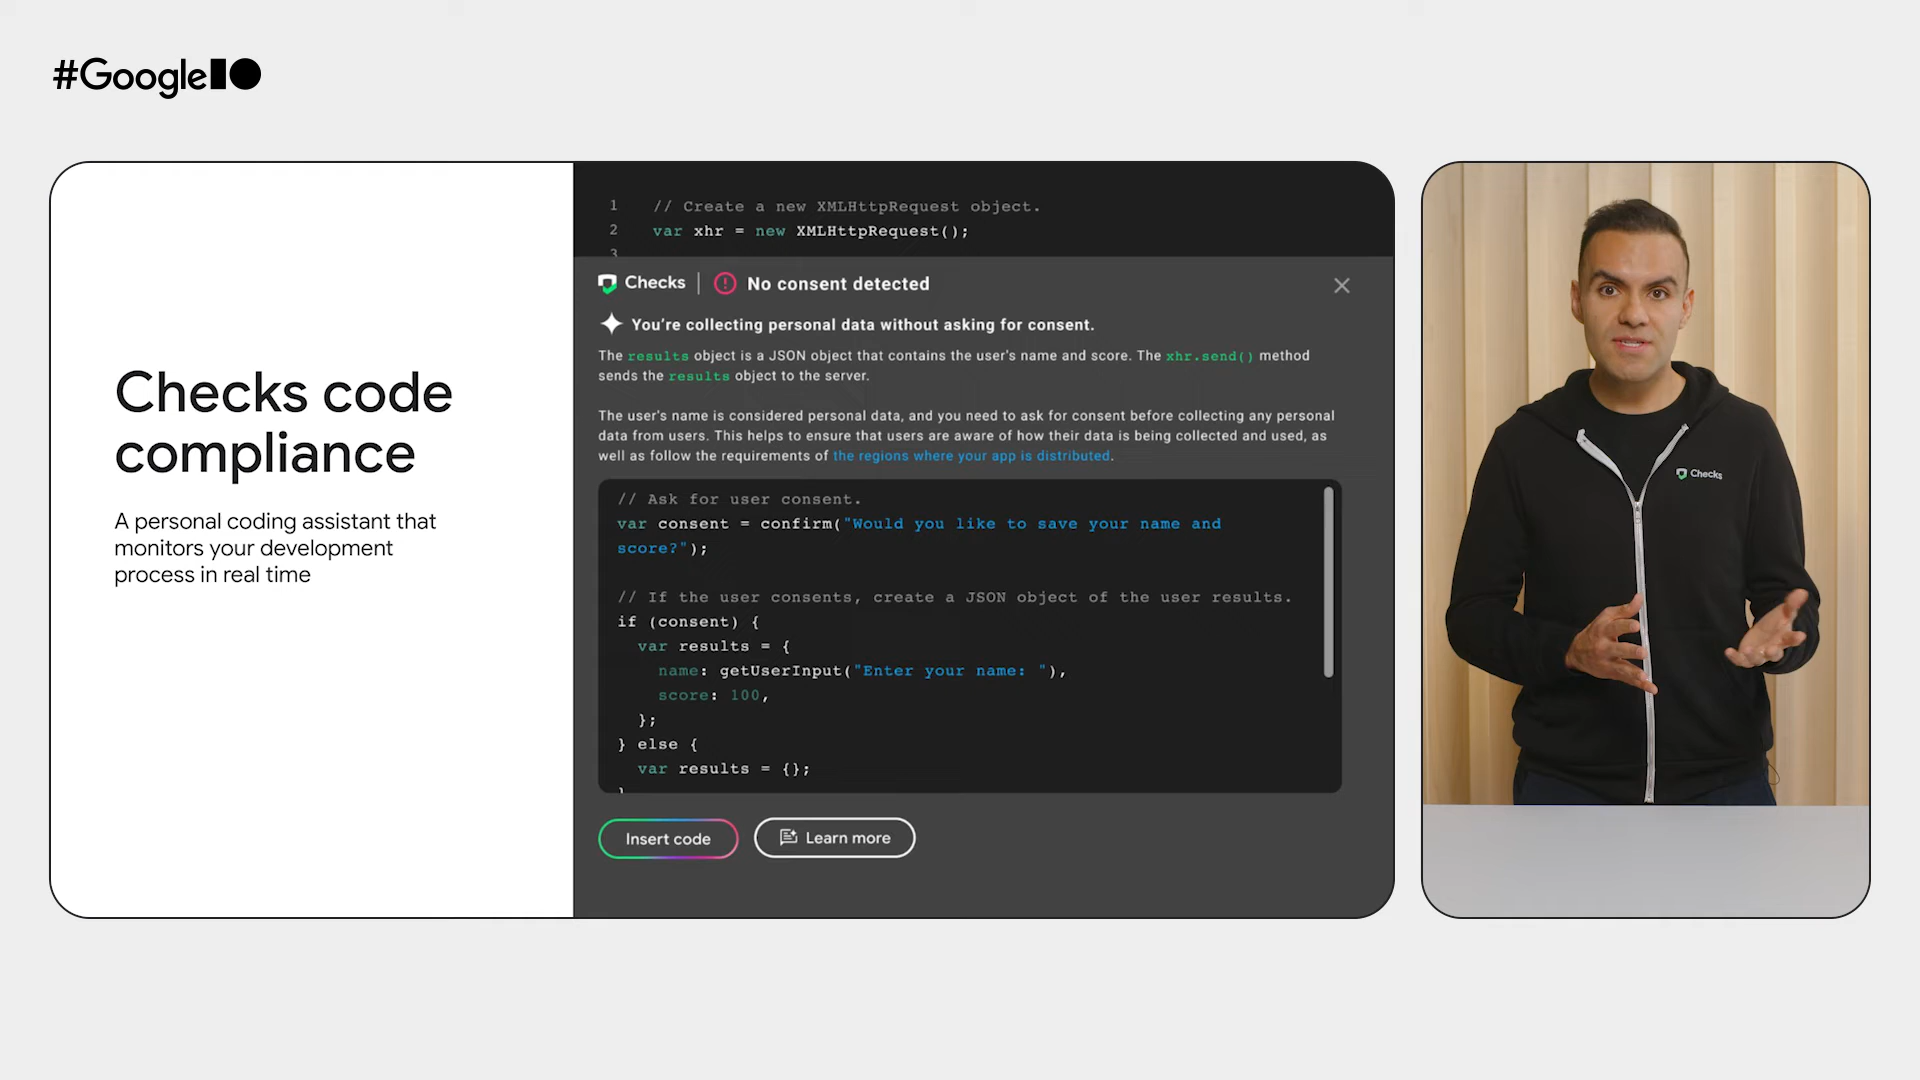 #GoogleIO
Checks code
compliance
A personal coding assistant that
monitors your development
process in real time
1 // Create a new XMLHttpRequest object.
2 var xhr = new XMLHttpRequest();
3
Checks | No consent detected
You're collecting personal data without asking for consent.
The results object is a JSON object that contains the user's name and score. The xhr.send() method
sends the results object to the server.
The user's name is considered personal data, and you need to ask for consent before collecting any personal
data from users. This helps to ensure that users are aware of how their data is being collected and used, as
well as follow the requirements of the regions where your app is distributed.
// Ask for user consent.
var consent = confirm("Would you like to save your name and
score?");
// If the user consents, create a JSON object of the user results.
if (consent) {
var results = {
name: getUserInput("Enter your name: "),
score: 100,
};
} else {
var results = {};
}
Insert code
Learn more
Checks